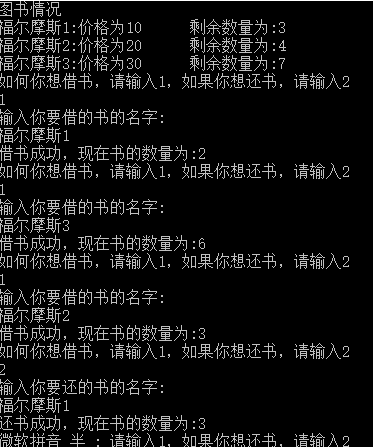 图书情况
福尔摩斯1:价格为10 剩余数量为:3
福尔摩斯2:价格为20 剩余数量为:4
福尔摩斯3:价格为30 剩余数量为:7
如何你想借书，请输入1，如果你想还书，请输入2
1
输入你要借的书的名字:
福尔摩斯1
借书成功，现在书的数量为:2
如何你想借书，请输入1，如果你想还书，请输入2
1
输入你要借的书的名字:
福尔摩斯3
借书成功，现在书的数量为:6
如何你想借书，请输入1，如果你想还书，请输入2
1
输入你要借的书的名字:
福尔摩斯2
借书成功，现在书的数量为:3
如何你想借书，请输入1，如果你想还书，请输入2
2
输入你要还的书的名字:
福尔摩斯1
还书成功，现在书的数量为:3
微软拼音 半 : 请输入1，如果你想还书，请输入2